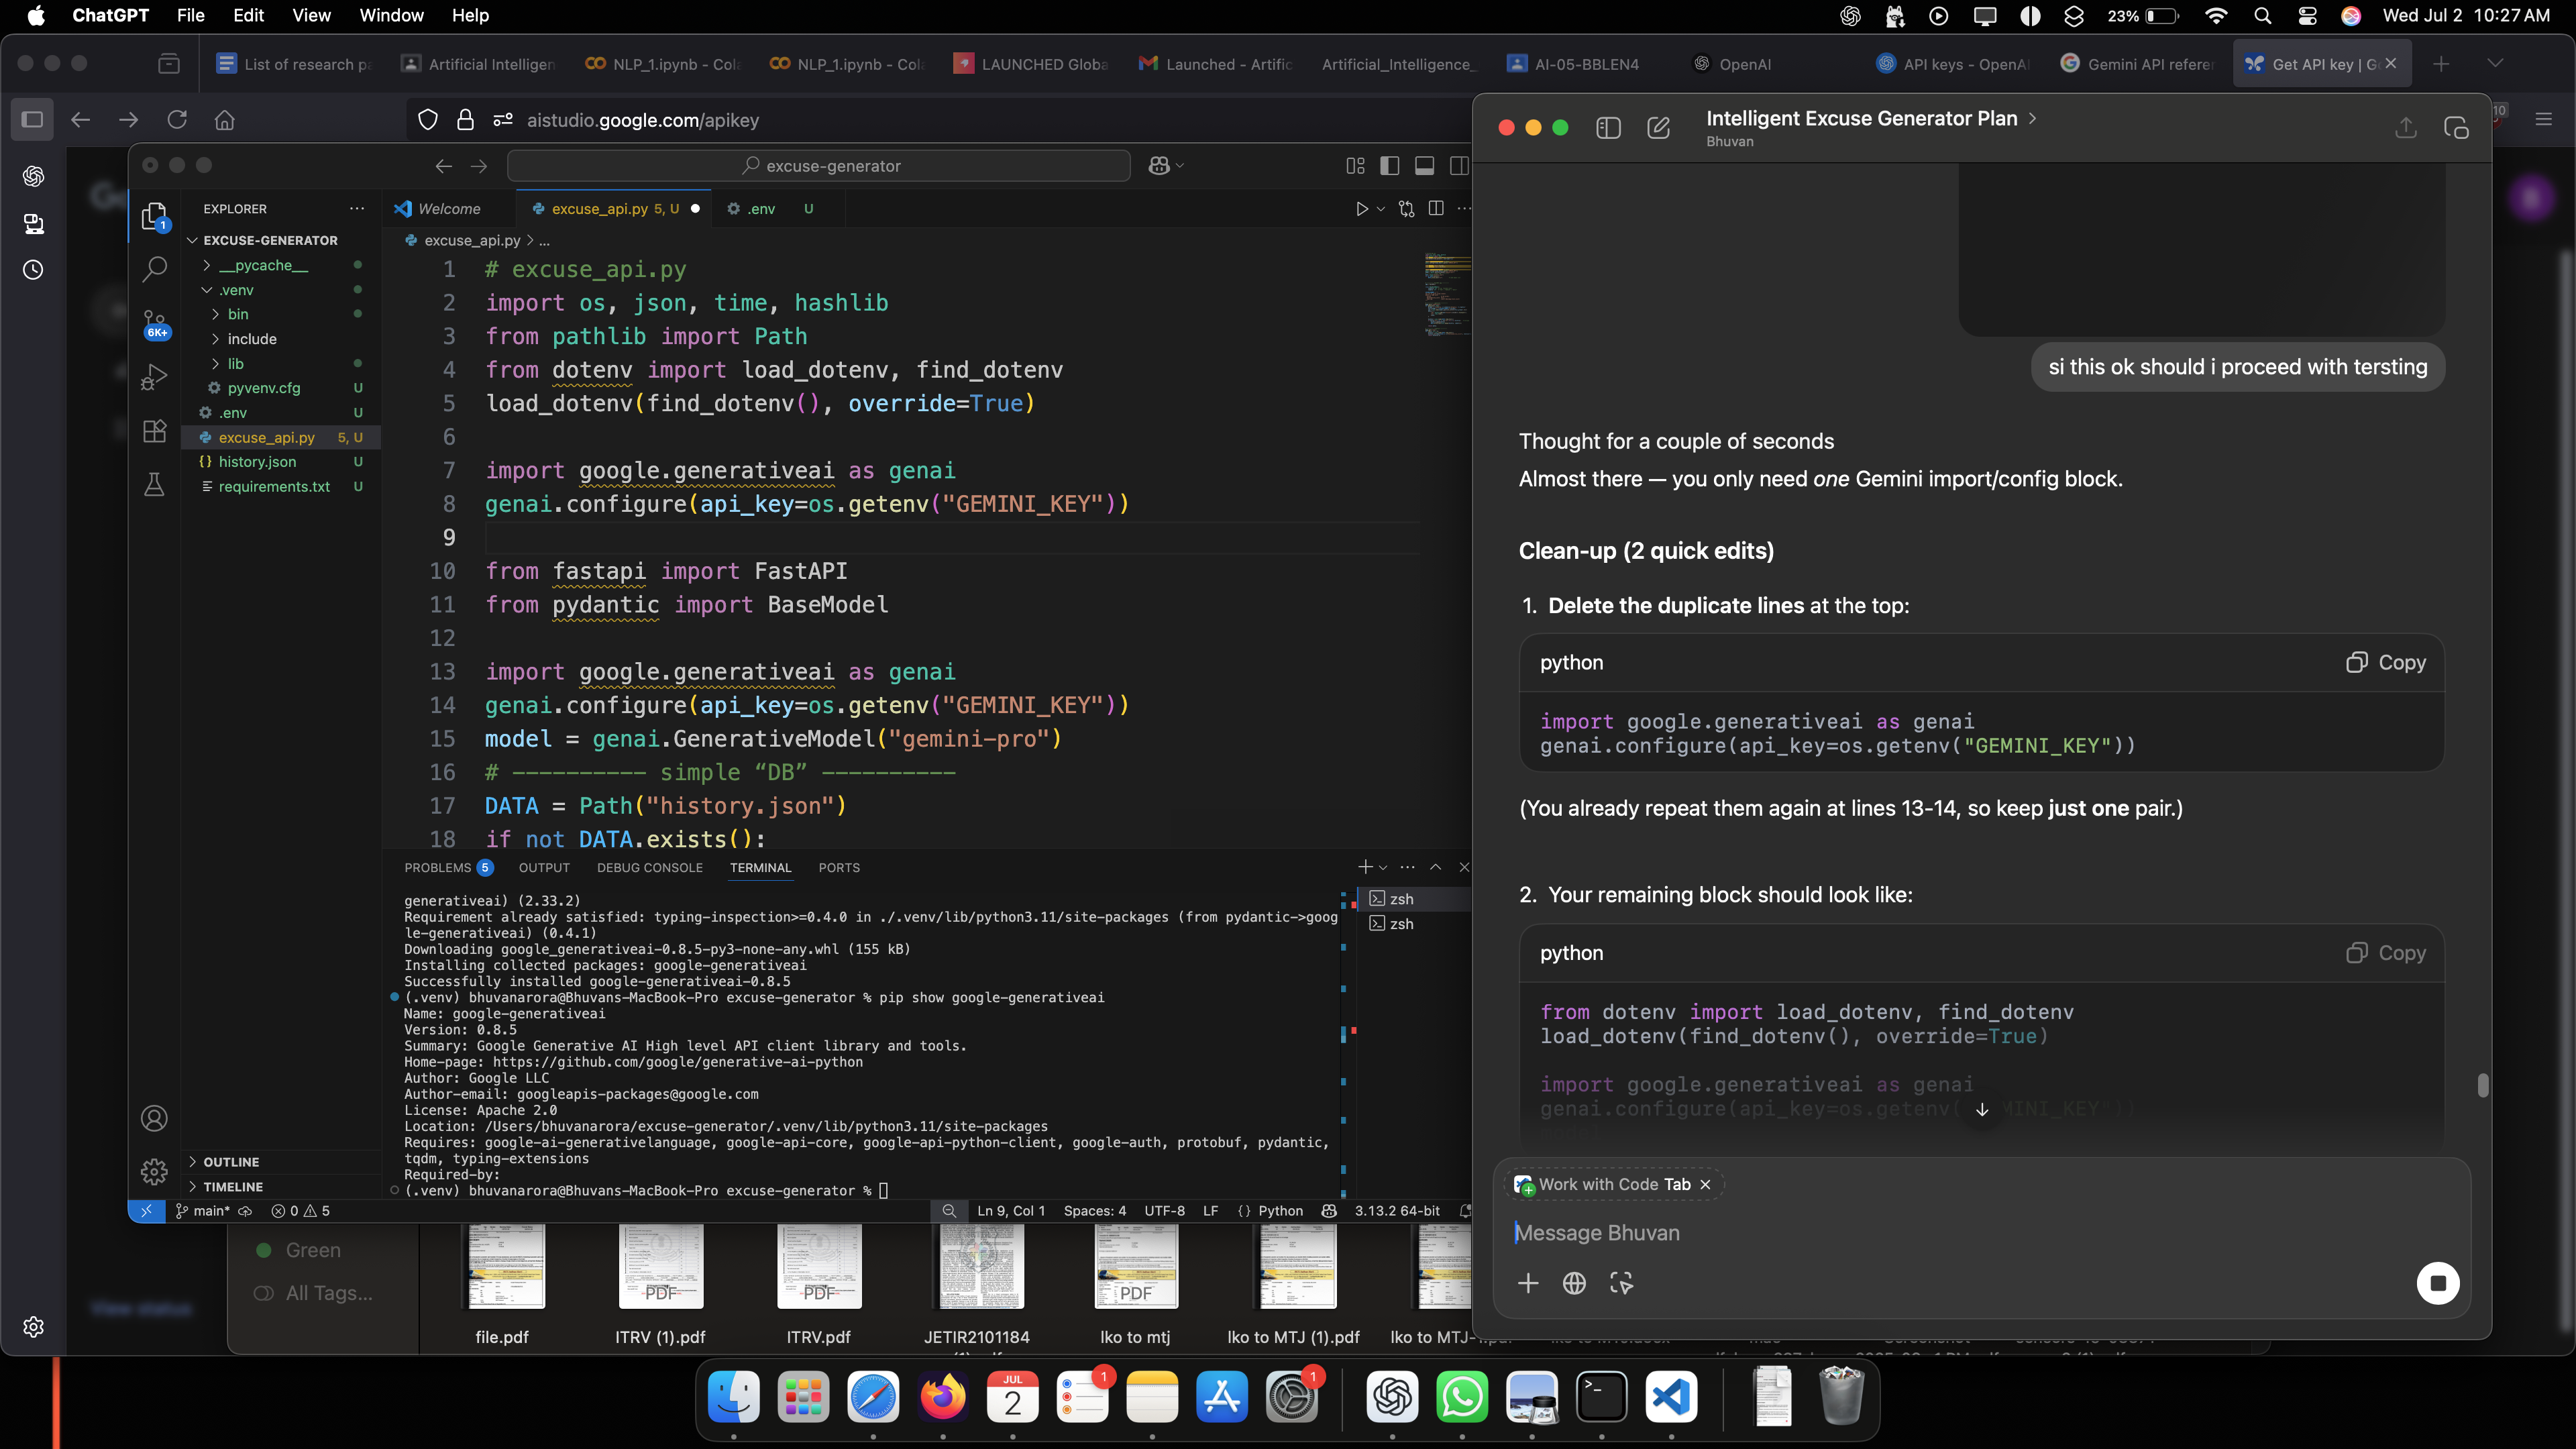 ChatGPT File Edit View Window Help
23% Wed Jul 2 10:27 AM
List of research pa
Artificial Intelligen
NLP_1.ipynb - Cola
NLP_1.ipynb - Cola
LAUNCHED Globa
Launched - Artific
Artificial_Intelligence_
AI-05-BBLEN4
OpenAI
API keys - OpenAI
Gemini API referen
Get API key | G
aistudio.google.com/apikey
excuse-generator
EXPLORER
EXCUSE-GENERATOR
__pycache__
.venv
bin
include
lib
pyvenv.cfg U
.env U
excuse_api.py 5, U
history.json U
requirements.txt U
OUTLINE
TIMELINE
1
6K+
Welcome
excuse_api.py 5, U
.env U
excuse_api.py > ...
1 # excuse_api.py
2 import os, json, time, hashlib
3 from pathlib import Path
4 from dotenv import load_dotenv, find_dotenv
5 load_dotenv(find_dotenv(), override=True)
6
7 import google.generativeai as genai
8 genai.configure(api_key=os.getenv("GEMINI_KEY"))
9
10 from fastapi import FastAPI
11 from pydantic import BaseModel
12
13 import google.generativeai as genai
14 genai.configure(api_key=os.getenv("GEMINI_KEY"))
15 model = genai.GenerativeModel("gemini-pro")
16 # ---------- simple “DB” ----------
17 DATA = Path("history.json")
18 if not DATA.exists():
PROBLEMS 5 OUTPUT DEBUG CONSOLE TERMINAL PORTS
zsh
zsh
generativeai) (2.33.2)
Requirement already satisfied: typing-inspection>=0.4.0 in ./.venv/lib/python3.11/site-packages (from pydantic->goog
le-generativeai) (0.4.1)
Downloading google_generativeai-0.8.5-py3-none-any.whl (155 kB)
Installing collected packages: google-generativeai
Successfully installed google-generativeai-0.8.5
(.venv) bhuvanarora@Bhuvans-MacBook-Pro excuse-generator % pip show google-generativeai
Name: google-generativeai
Version: 0.8.5
Summary: Google Generative AI High level API client library and tools.
Home-page: https://github.com/google/generative-ai-python
Author: Google LLC
Author-email: googleapis-packages@google.com
License: Apache 2.0
Location: /Users/bhuvanarora/excuse-generator/.venv/lib/python3.11/site-packages
Requires: google-ai-generativelanguage, google-api-core, google-api-python-client, google-auth, protobuf, pydantic,
tqdm, typing-extensions
Required-by:
(.venv) bhuvanarora@Bhuvans-MacBook-Pro excuse-generator %
main* 0 5
Ln 9, Col 1 Spaces: 4 UTF-8 LF Python 3.13.2 64-bit
Intelligent Excuse Generator Plan >
Bhuvan
si this ok should i proceed with tersting
Thought for a couple of seconds
Almost there — you only need one Gemini import/config block.
Clean-up (2 quick edits)
1. Delete the duplicate lines at the top:
python Copy
import google.generativeai as genai
genai.configure(api_key=os.getenv("GEMINI_KEY"))
(You already repeat them again at lines 13-14, so keep just one pair.)
2. Your remaining block should look like:
python Copy
from dotenv import load_dotenv, find_dotenv
load_dotenv(find_dotenv(), override=True)
import google.generativeai as genai
genai.configure(api_key=os.getenv( MINI_KEY"))
Work with Code Tab
Message Bhuvan
View status
Green
All Tags...
PDF
PDF
PDF
file.pdf
ITRV (1).pdf
ITRV.pdf
JETIR2101184
lko to mtj
lko to MTJ (1).pdf
lko to MTJ-
JUL
2
1
1